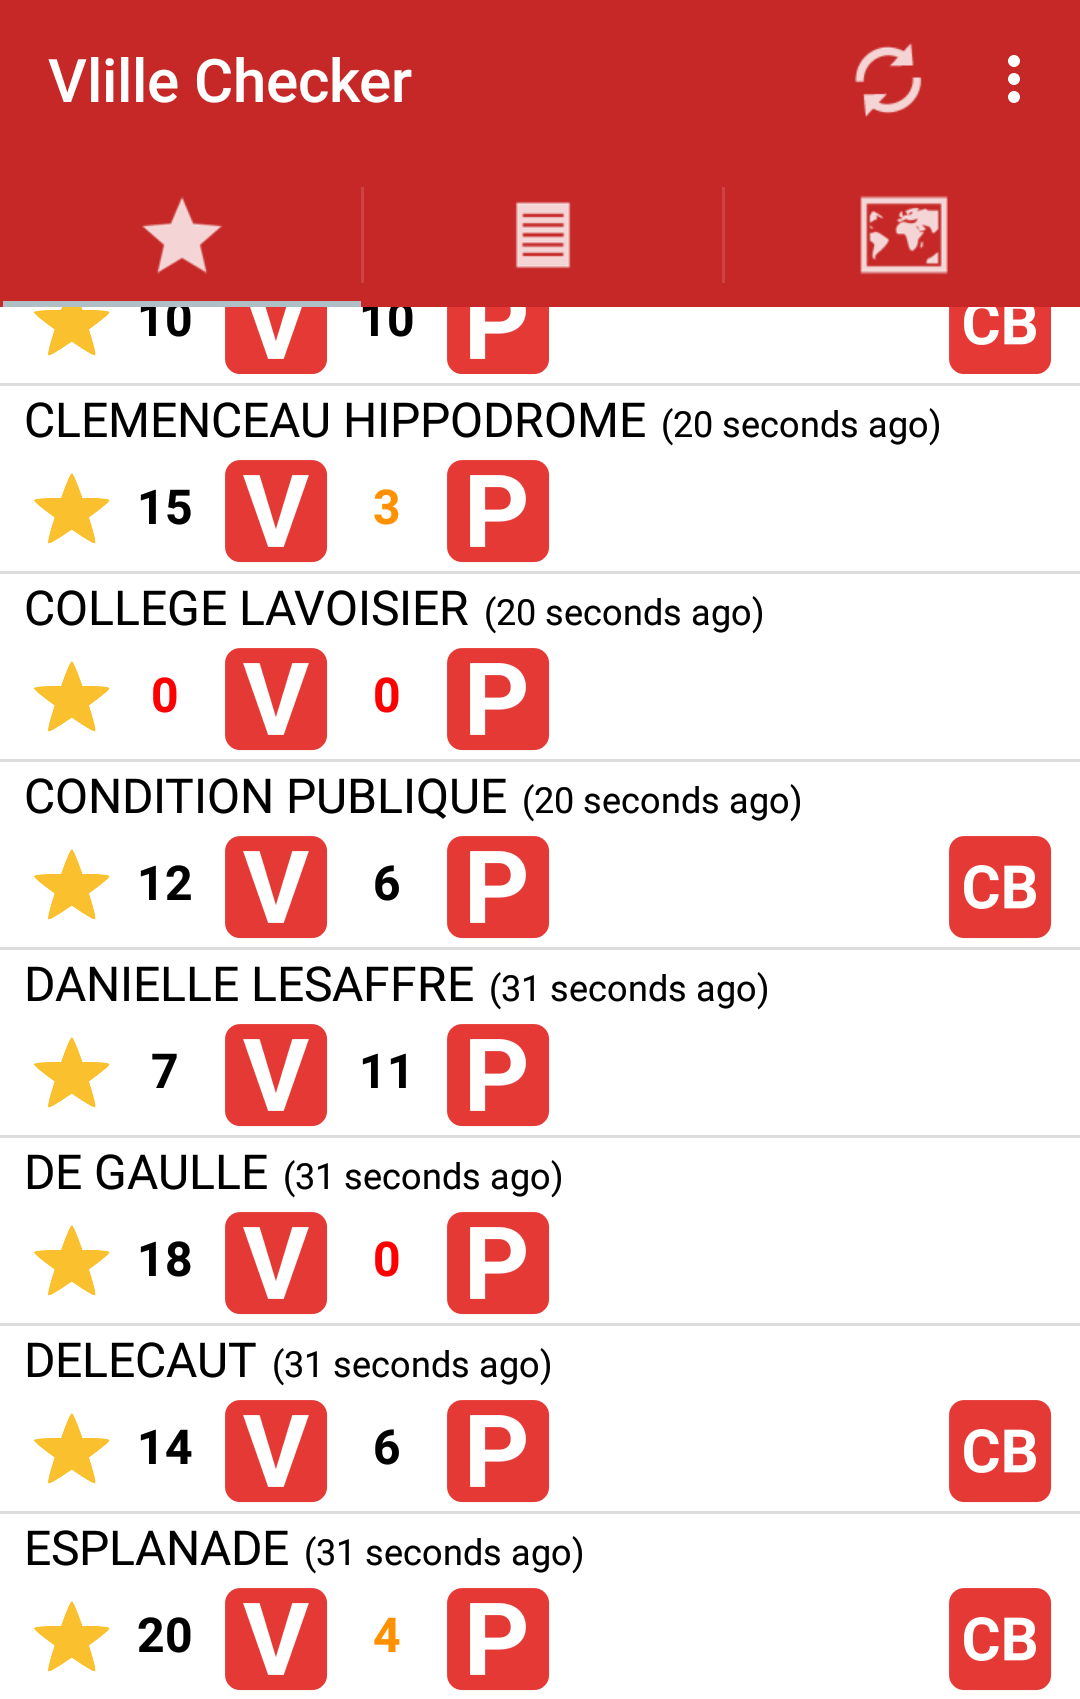 Vlille Checker
10 V 10 P CB
CLEMENCEAU HIPPODROME (20 seconds ago)
15 V 3 P
COLLEGE LAVOISIER (20 seconds ago)
0 V 0 P
CONDITION PUBLIQUE (20 seconds ago)
12 V 6 P CB
DANIELLE LESAFFRE (31 seconds ago)
7 V 11 P
DE GAULLE (31 seconds ago)
18 V 0 P
DELECAUT (31 seconds ago)
14 V 6 P CB
ESPLANADE (31 seconds ago)
20 V 4 P CB